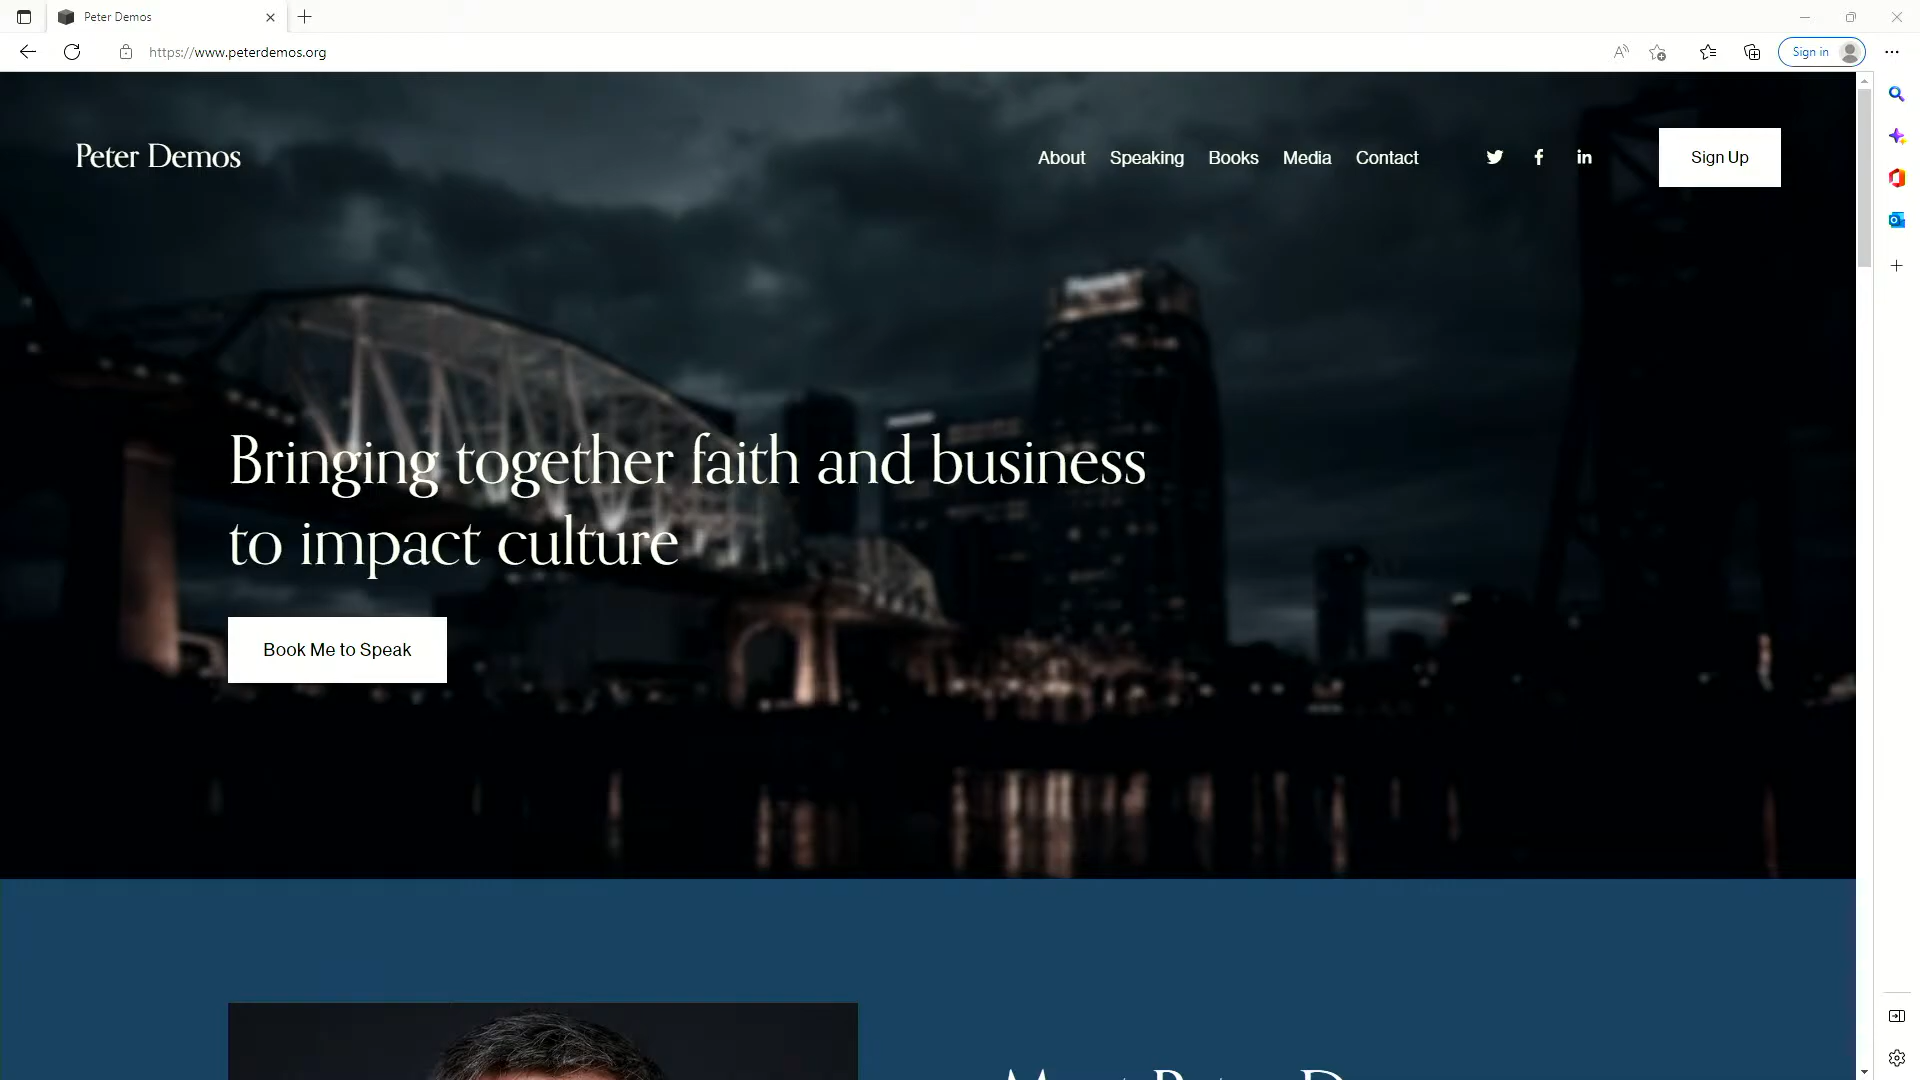 Peter Demos
https://www.peterdemos.org
Sign in
Peter Demos
About
Speaking
Books
Media
Contact
Sign Up
Bringing together faith and business
to impact culture
Book Me to Speak